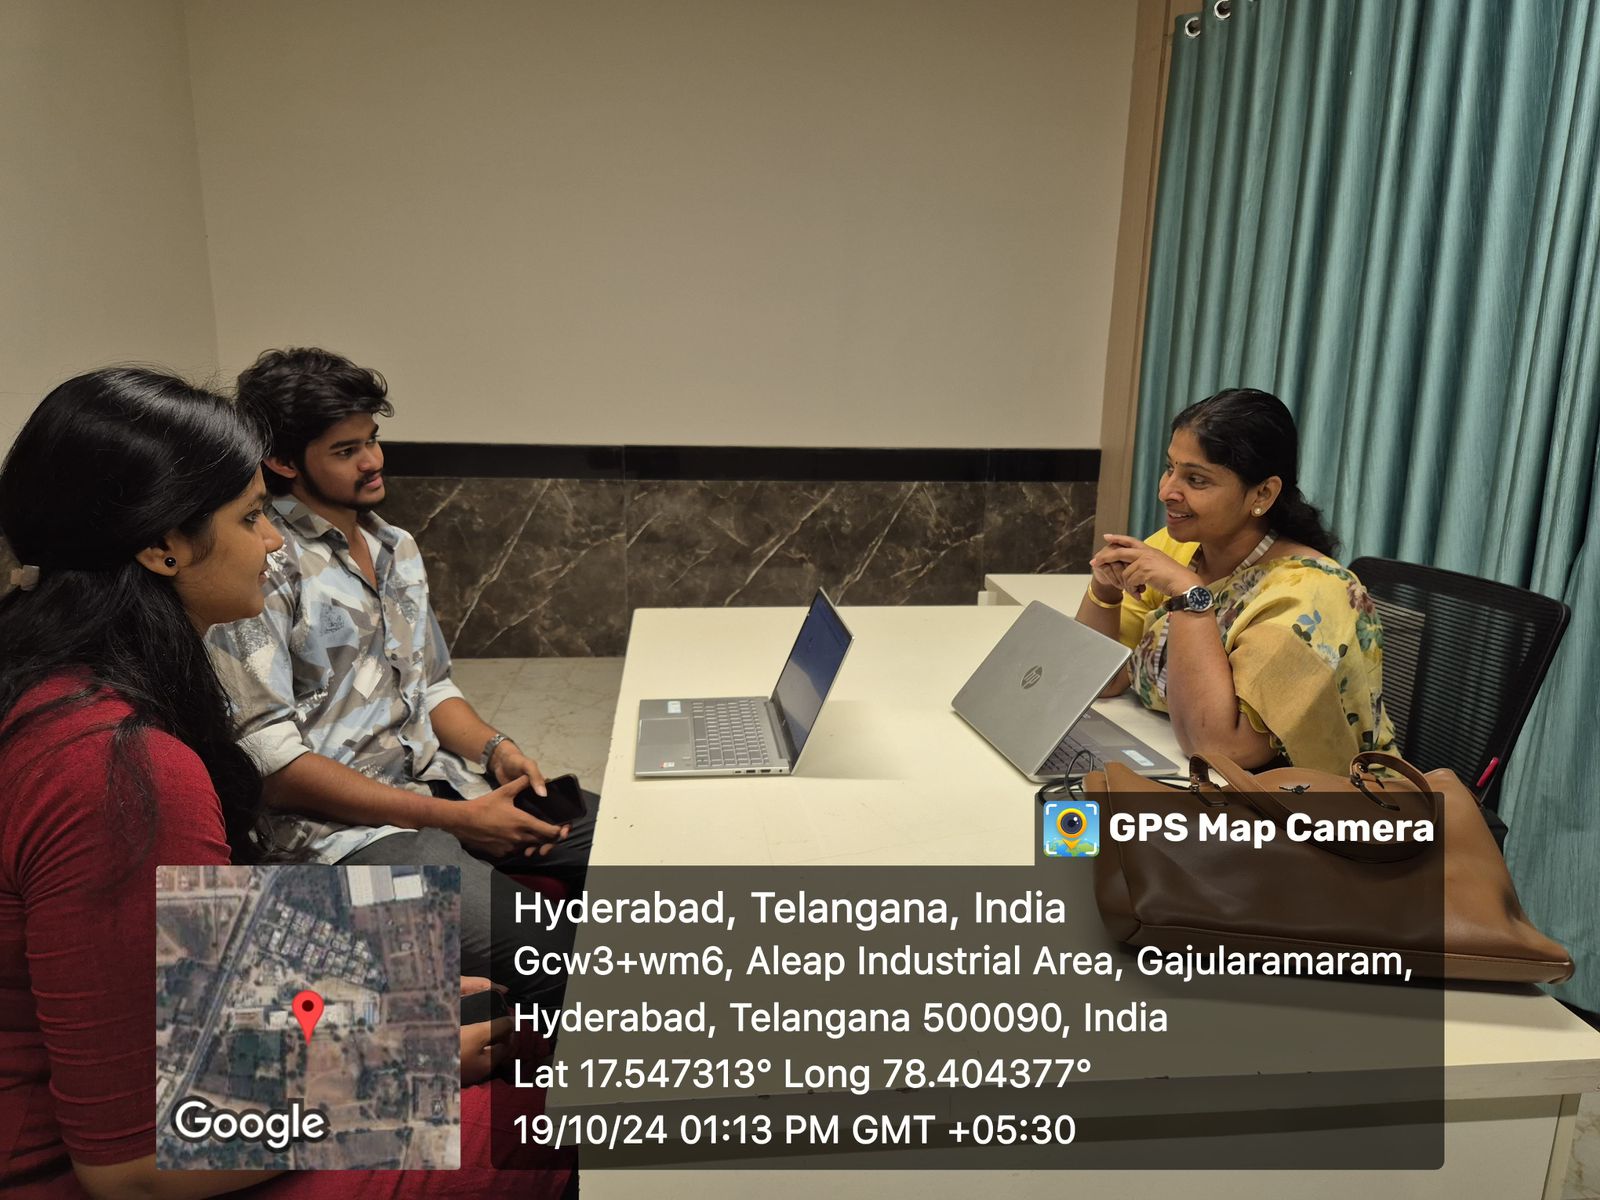 GPS Map Camera
Hyderabad, Telangana, India
Gcw3+wm6, Aleap Industrial Area, Gajularamaram,
Hyderabad, Telangana 500090, India
Lat 17.547313° Long 78.404377°
19/10/24 01:13 PM GMT +05:30
Google
hp